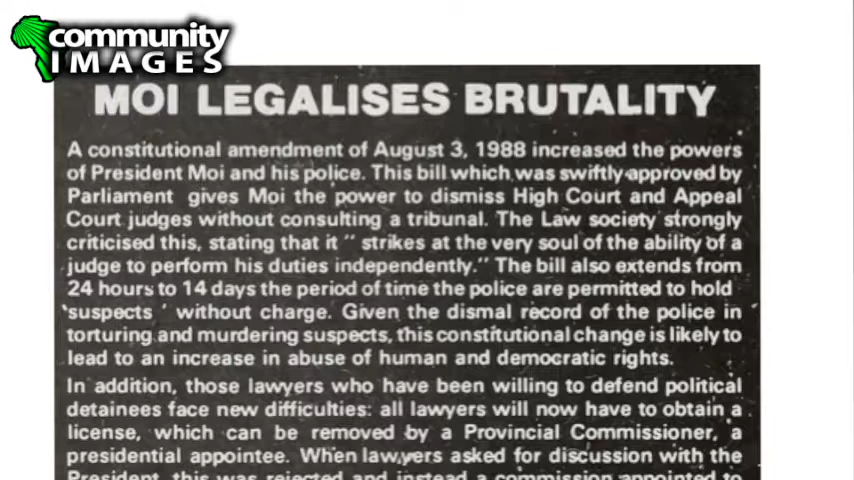 community
IMAGES
MOI LEGALISES BRUTALITY
A constitutional amendment of August 3, 1988 increased the powers
of President Moi and his police. This bill which was swiftly approved by
Parliament gives Moi the power to dismiss High Court and Appeal
Court judges without consulting a tribunal. The Law society strongly
criticised this, stating that it " strikes at the very soul of the ability of a
judge to perform his duties independently." The bill also extends from
24 hours to 14 days the period of time the police are permitted to hold
'suspects ' without charge. Given the dismal record of the police in
torturing and murdering suspects, this constitutional change is likely to
lead to an increase in abuse of human and democratic rights.
In addition, those lawyers who have been willing to defend political
detainees face new difficulties: all lawyers will now have to obtain a
license, which can be removed by a Provincial Commissioner, a
presidential appointee. When lawyers asked for discussion with the
President, this was rejected and instead a commission appointed to